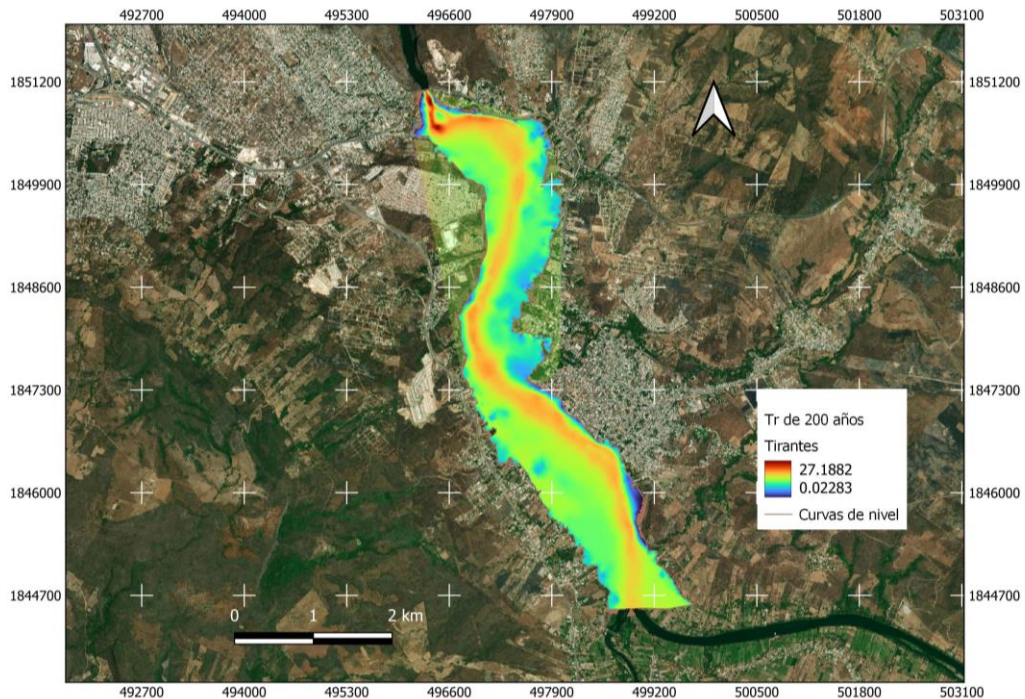 492700 494000 495300 496600 497900 499200 500500 501800 503100
1851200 1851200
1849900 1849900
1848600 1848600
1847300 1847300
Tr de 200 años
Tirantes
27.1882
0.02283
1846000 1846000
Curvas de nivel
1844700 1844700
0 1 2 km
492700 494000 495300 496600 497900 499200 500500 501800 503100